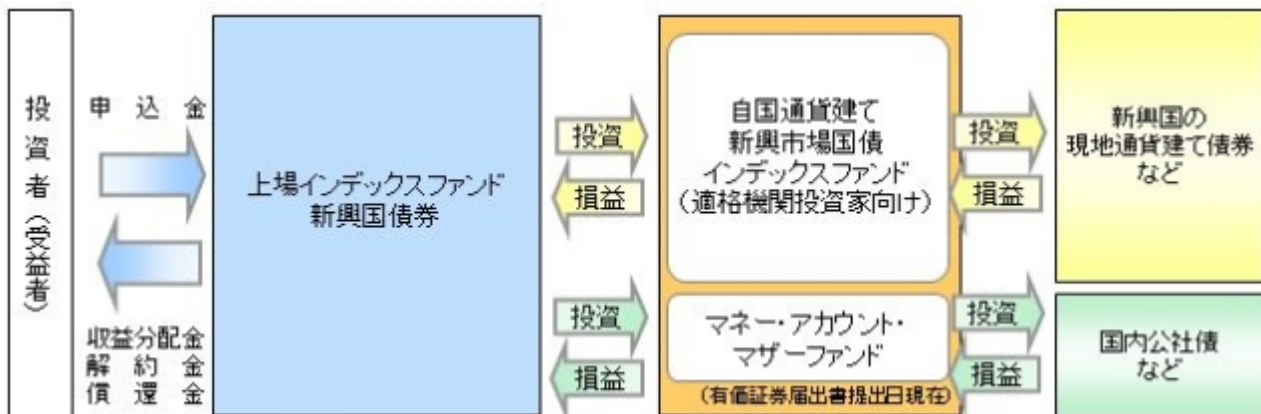 投資者(受益者)
申込金
収益分配金
解約金
償還金
上場インデックスファンド
新興国債券
投資
損益
投資
損益
自国通貨建て
新興市場国債
インデックスファンド
(適格機関投資家向け)
マネー・アカウント・
マザーファンド
(有価証券届出書提出日現在)
投資
損益
投資
損益
新興国の
現地通貨建て債券
など
国内公社債
など